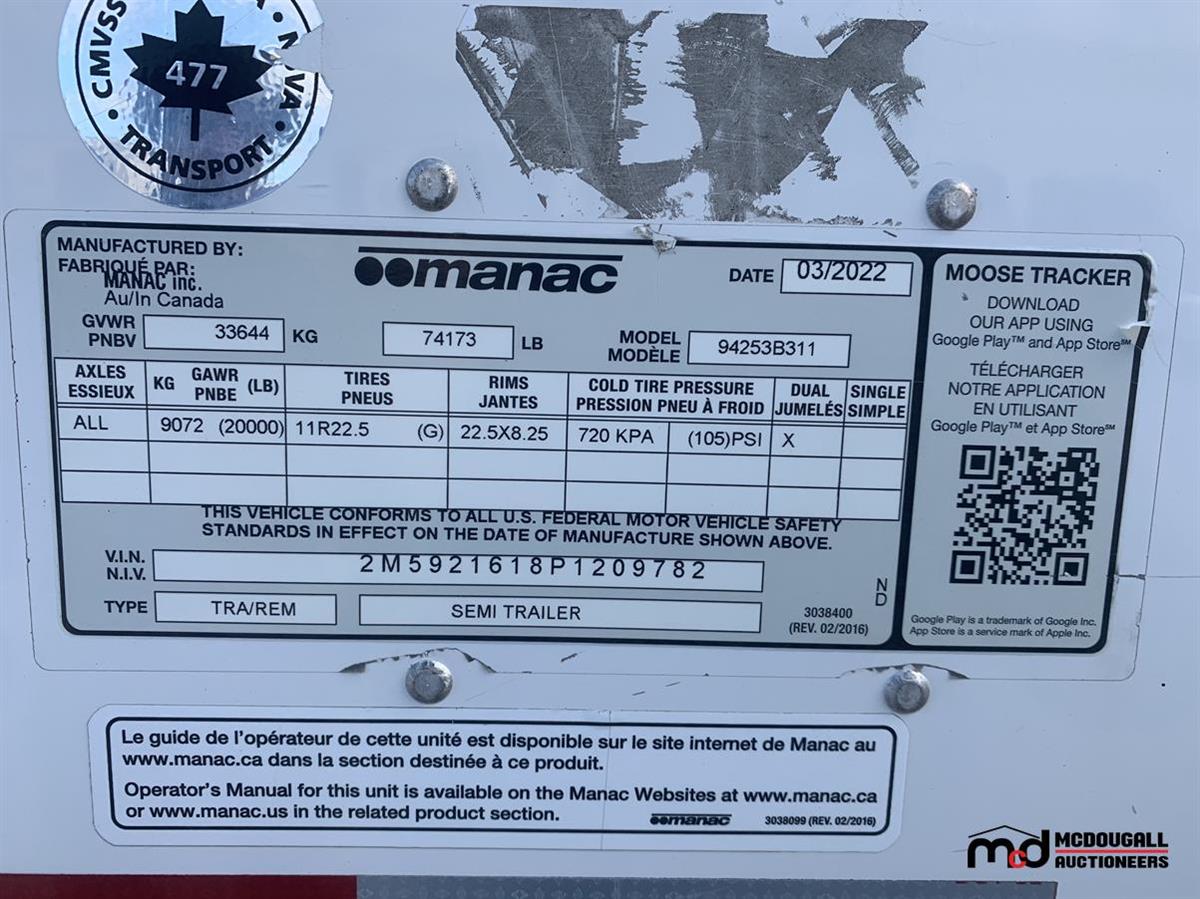 CMVSS
NSVAC
477
TRANSPORT
MANUFACTURED BY:
FABRIQUÉ PAR:
MANAC INC.
Au/In Canada
manac
DATE 03/2022
GVWR
PNBV
33644 KG
74173 LB
MODEL
MODÈLE
94253B311
AXLES
ESSIEUX
KG GAWR (LB)
PNBE
TIRES
PNEUS
RIMS
JANTES
COLD TIRE PRESSURE
PRESSION PNEU À FROID
DUAL
JUMELÉS
SINGLE
SIMPLE
ALL 9072 (20000) 11R22.5 (G) 22.5X8.25 720 KPA (105)PSI X
THIS VEHICLE CONFORMS TO ALL U.S. FEDERAL MOTOR VEHICLE SAFETY
STANDARDS IN EFFECT ON THE DATE OF MANUFACTURE SHOWN ABOVE.
V.I.N.
N.I.V.
2M5921618P1209782
TYPE TRA/REM SEMI TRAILER
ND
3038400
(REV. 02/2016)
MOOSE TRACKER
DOWNLOAD
OUR APP USING
Google Play™ and App Store℠
TÉLÉCHARGER
NOTRE APPLICATION
EN UTILISANT
Google Play™ et App Store℠
Google Play is a trademark of Google Inc.
App Store is a service mark of Apple Inc.
Le guide de l'opérateur de cette unité est disponible sur le site internet de Manac au
www.manac.ca dans la section destinée à ce produit.
Operator's Manual for this unit is available on the Manac Websites at www.manac.ca
or www.manac.us in the related product section.
manac 3038099 (REV. 02/2016)
mcd MCDOUGALL
AUCTIONEERS